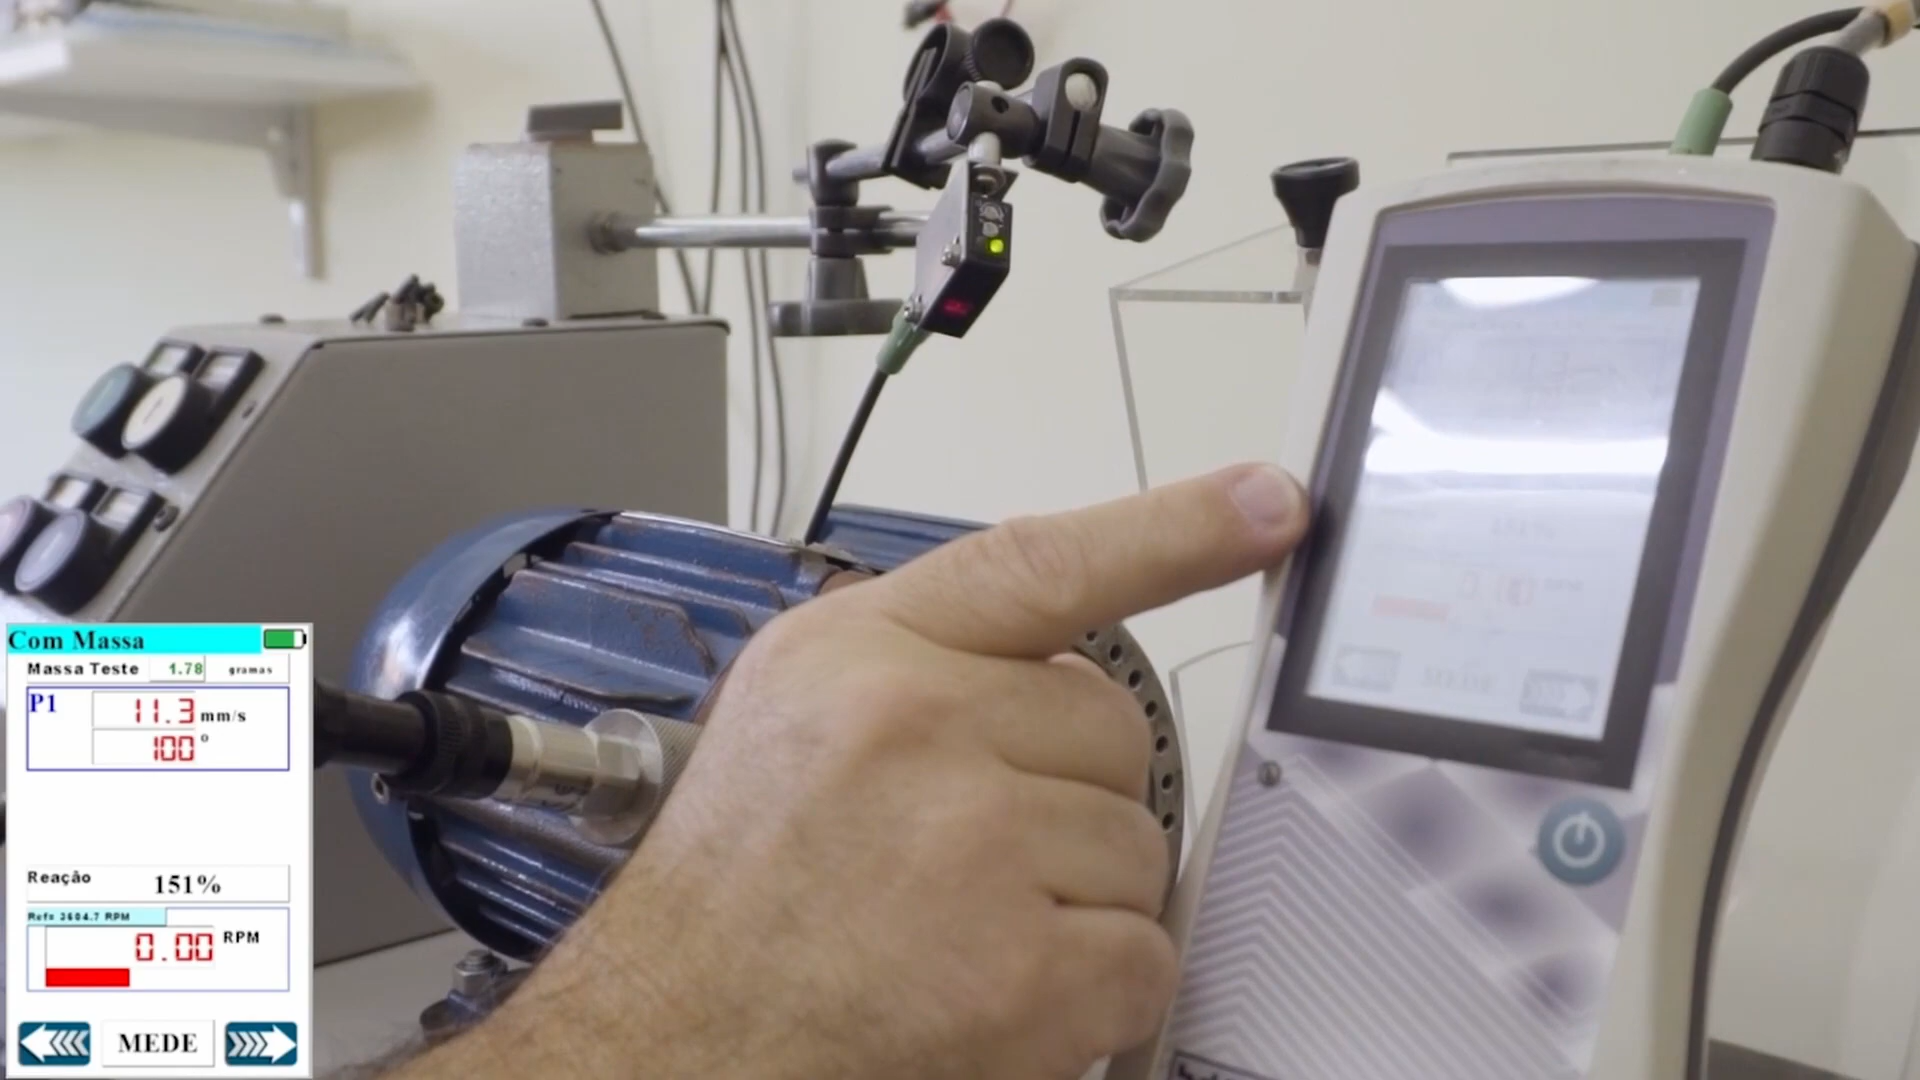 Com Massa
Massa Teste 1.78 gramas
P1
11.3 mm/s
100 °
Reação 151%
Ref= 3604.7 RPM
0.00 RPM
MEDE